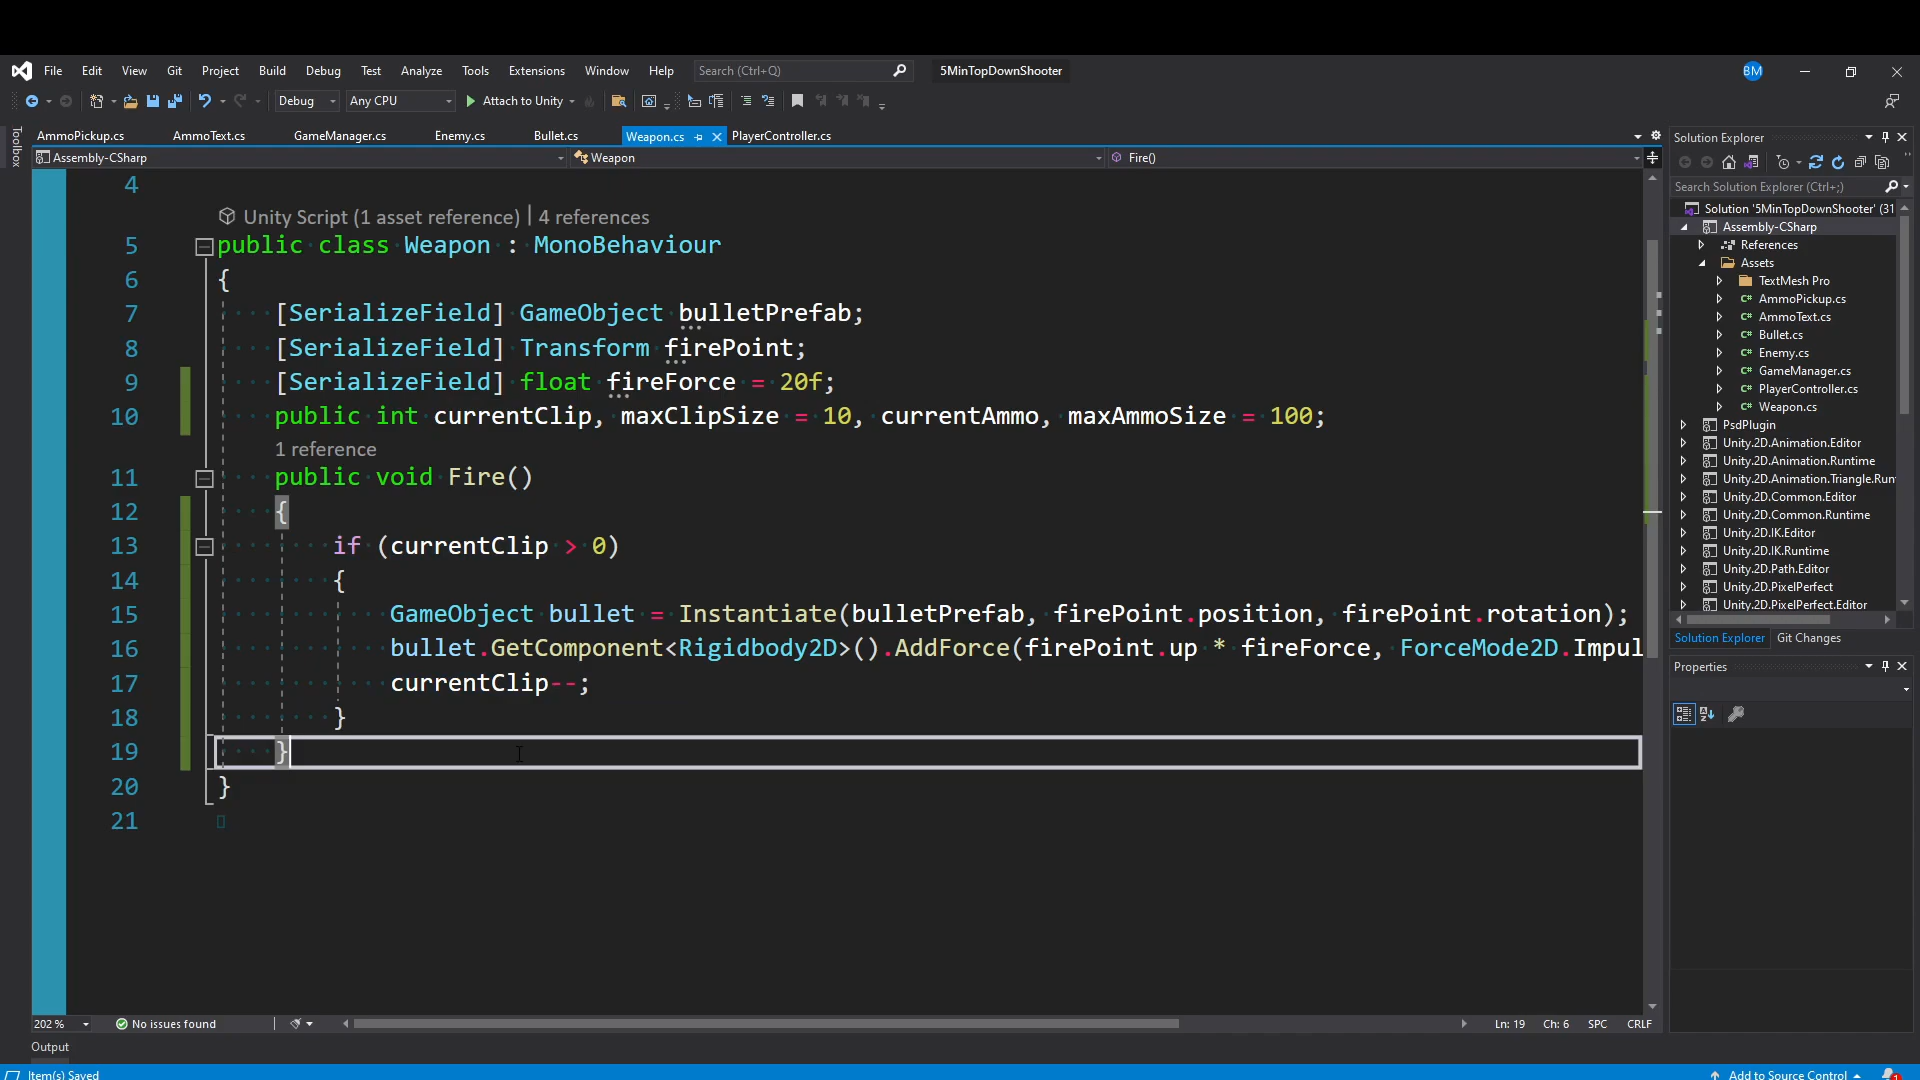 File Edit View Git Project Build Debug Test Analyze Tools Extensions Window Help Search (Ctrl+Q) 5MinTopDownShooter BM
Debug Any CPU Attach to Unity
AmmoPickup.cs AmmoText.cs GameManager.cs Enemy.cs Bullet.cs Weapon.cs PlayerController.cs
Toolbox
Assembly-CSharp Weapon Fire()
4
Unity Script (1 asset reference) | 4 references
5 public class Weapon : MonoBehaviour
6 {
7 [SerializeField] GameObject bulletPrefab;
8 [SerializeField] Transform firePoint;
9 [SerializeField] float fireForce = 20f;
10 public int currentClip, maxClipSize = 10, currentAmmo, maxAmmoSize = 100;
1 reference
11 public void Fire()
12 {
13 if (currentClip > 0)
14 {
15 GameObject bullet = Instantiate(bulletPrefab, firePoint.position, firePoint.rotation);
16 bullet.GetComponent<Rigidbody2D>().AddForce(firePoint.up * fireForce, ForceMode2D.Impul
17 currentClip--;
18 }
19 }
20 }
21
202 % No issues found Ln: 19 Ch: 6 SPC CRLF
Output
Item(s) Saved
Solution Explorer
Search Solution Explorer (Ctrl+;)
Solution '5MinTopDownShooter' (31
Assembly-CSharp
References
Assets
TextMesh Pro
C# AmmoPickup.cs
C# AmmoText.cs
C# Bullet.cs
C# Enemy.cs
C# GameManager.cs
C# PlayerController.cs
C# Weapon.cs
PsdPlugin
Unity.2D.Animation.Editor
Unity.2D.Animation.Runtime
Unity.2D.Animation.Triangle.Run
Unity.2D.Common.Editor
Unity.2D.Common.Runtime
Unity.2D.IK.Editor
Unity.2D.IK.Runtime
Unity.2D.Path.Editor
Unity.2D.PixelPerfect
Unity.2D.PixelPerfect.Editor
Solution Explorer Git Changes
Properties
Add to Source Control 1